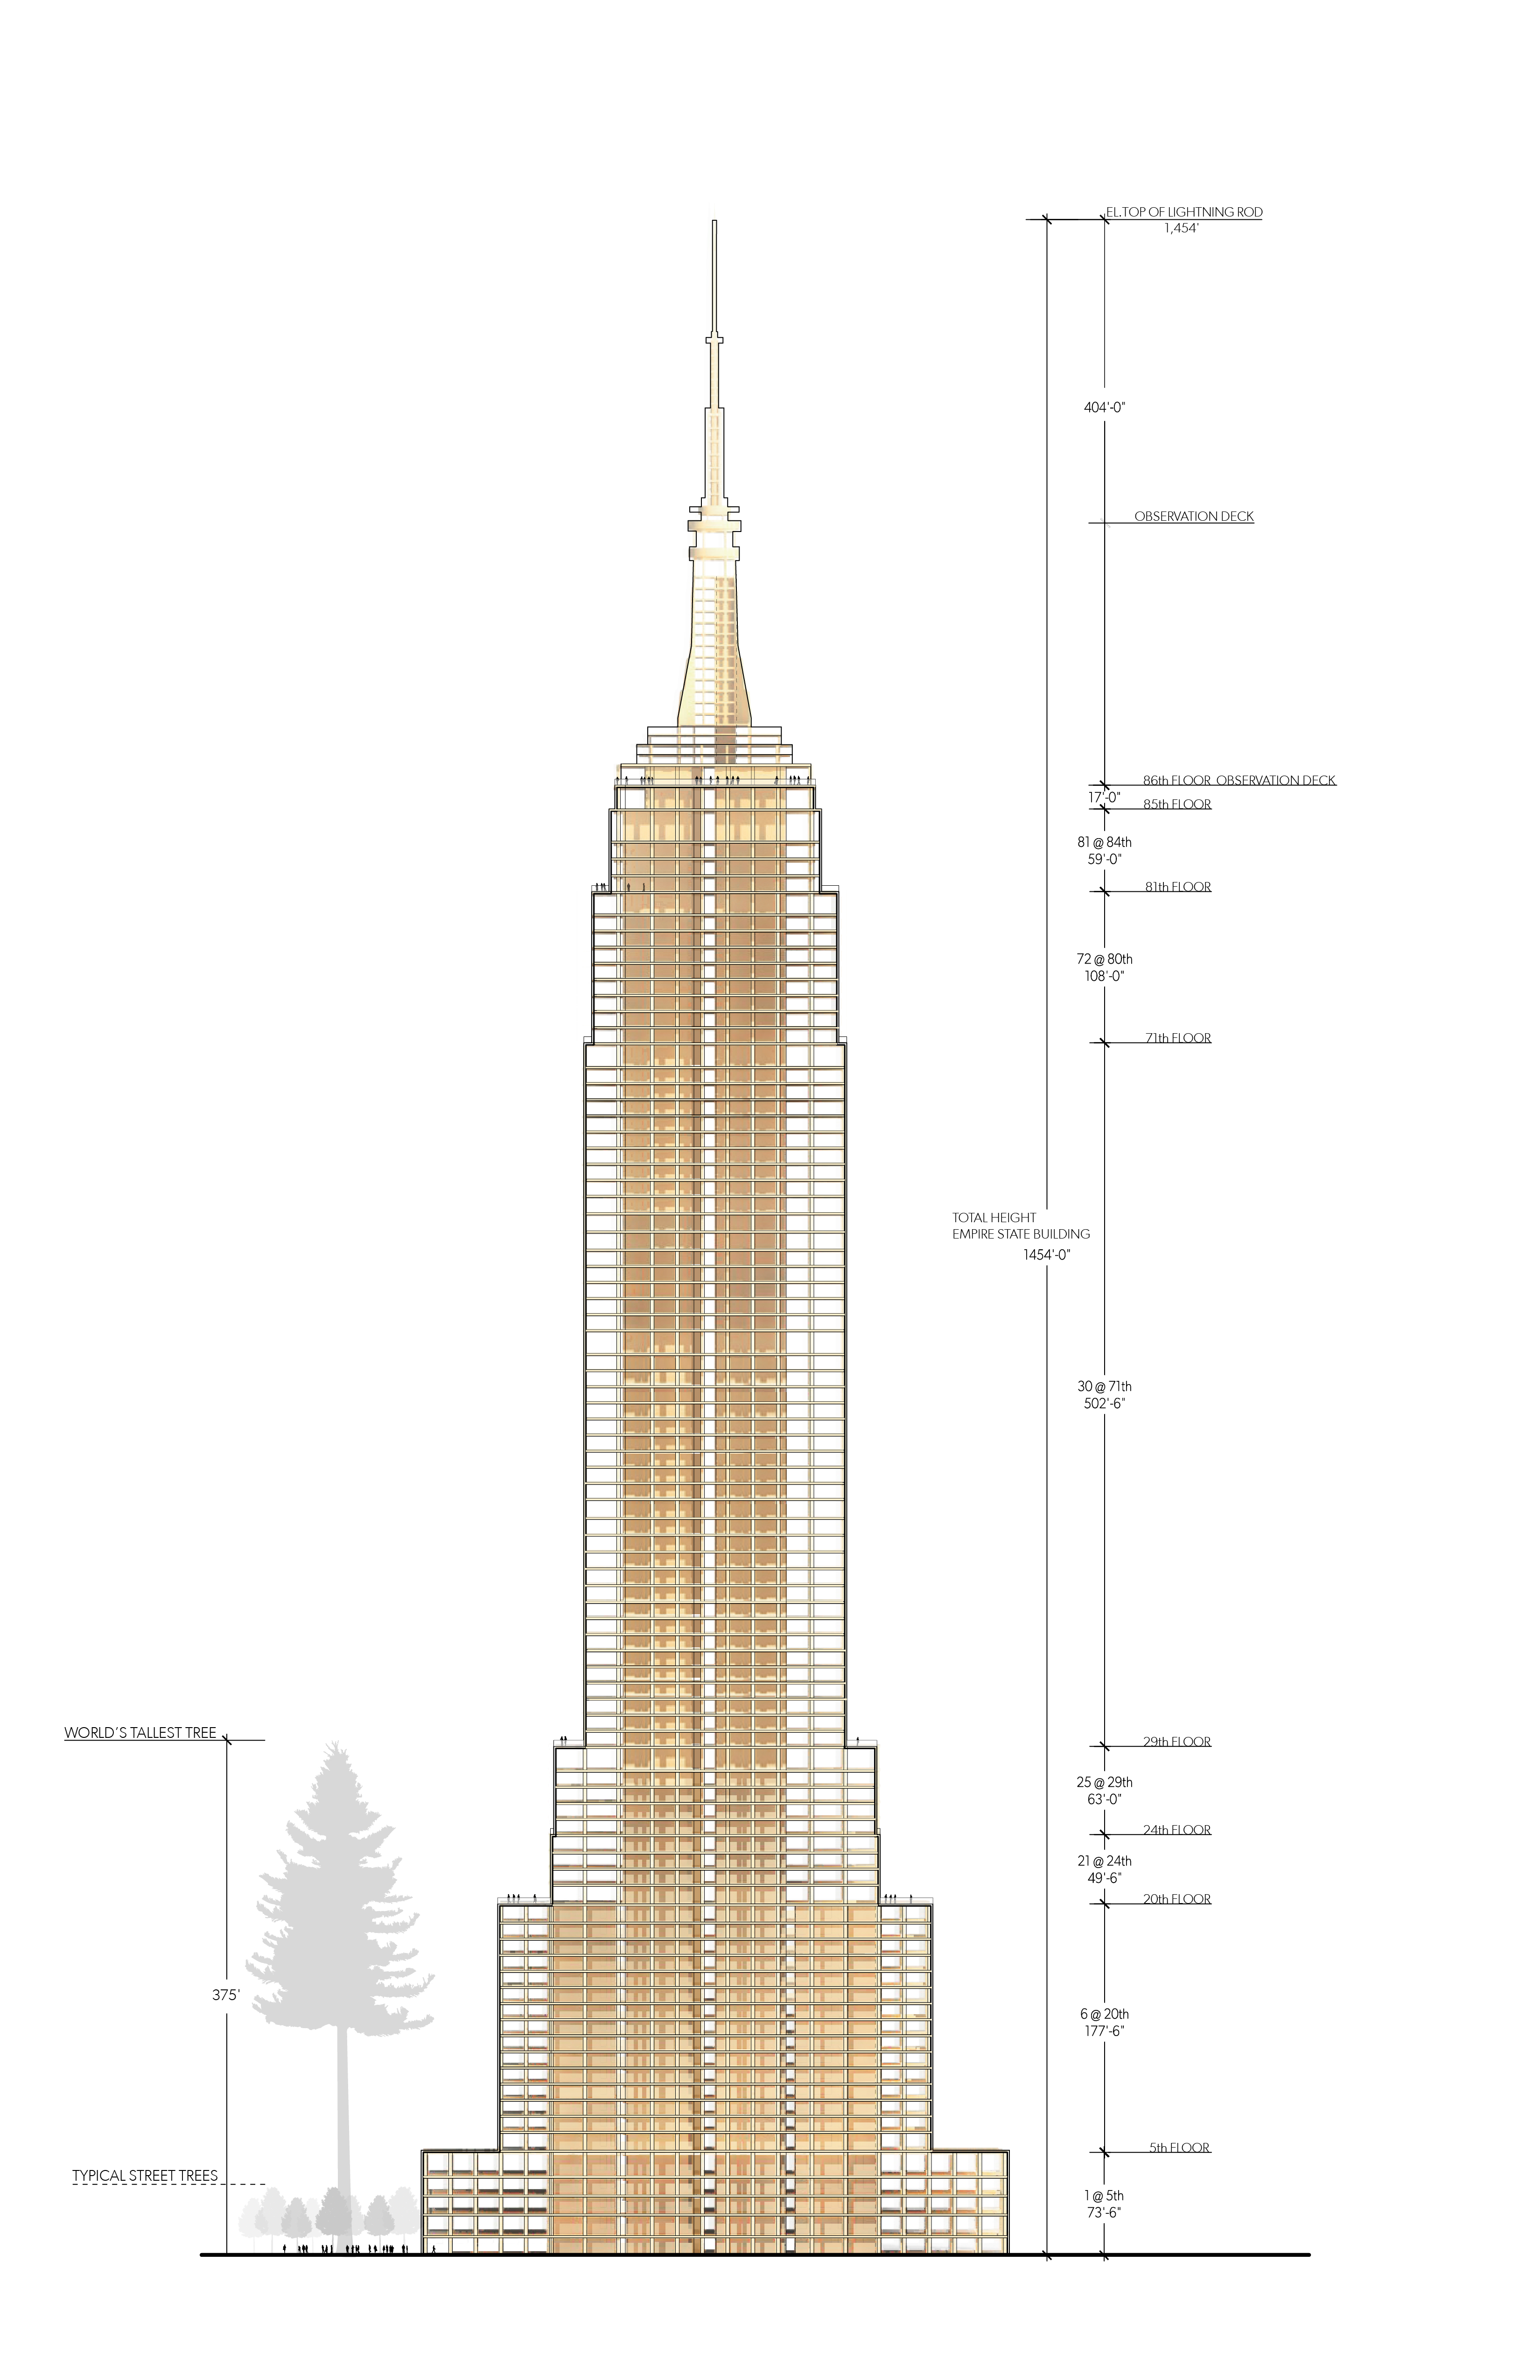 EL.TOP OF LIGHTNING ROD
1,454'
404'-0"
OBSERVATION DECK
86th FLOOR OBSERVATION DECK
17'-0"
85th FLOOR
81 @ 84th
59'-0"
81th FLOOR
72 @ 80th
108'-0"
71th FLOOR
TOTAL HEIGHT
EMPIRE STATE BUILDING
1454'-0"
30 @ 71th
502'-6"
WORLD'S TALLEST TREE
29th FLOOR
25 @ 29th
63'-0"
24th FLOOR
21 @ 24th
49'-6"
20th FLOOR
375'
6 @ 20th
177'-6"
5th FLOOR
TYPICAL STREET TREES
1 @ 5th
73'-6"